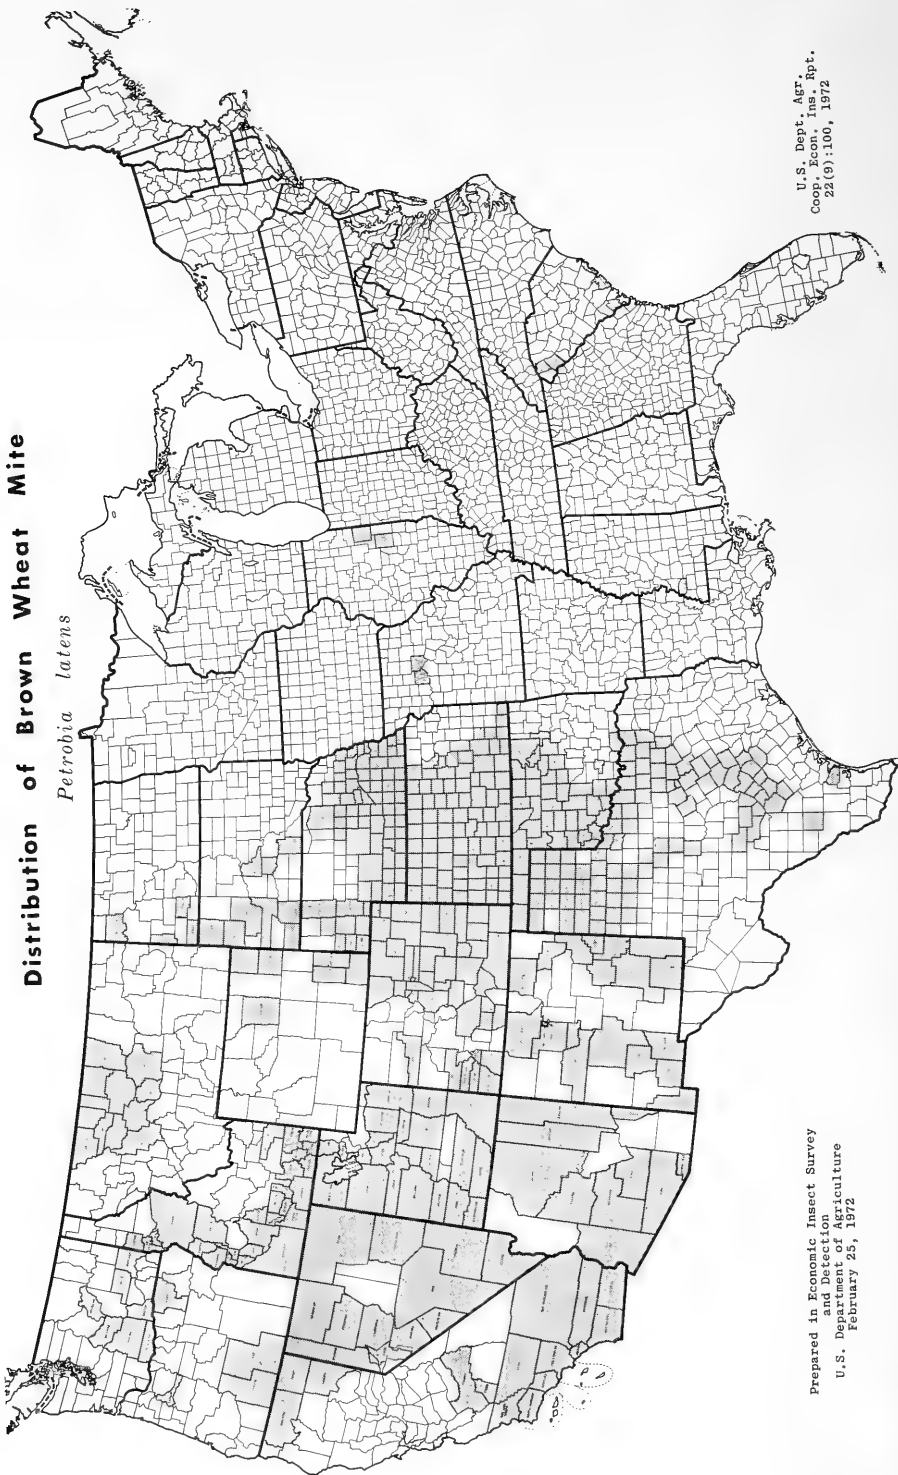 Distribution of Brown Wheat Mite
Petrobia latens
U.S. Dept. Agr.
Coop. Econ. Ins. Rpt.
22(9):100, 1972
Prepared in Economic Insect Survey
and Detection
U.S. Department of Agriculture
February 25, 1972